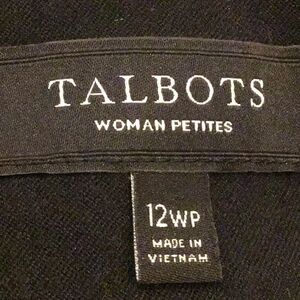 TALBOTS
WOMAN PETITES
12WP
MADE IN
VIETNAM